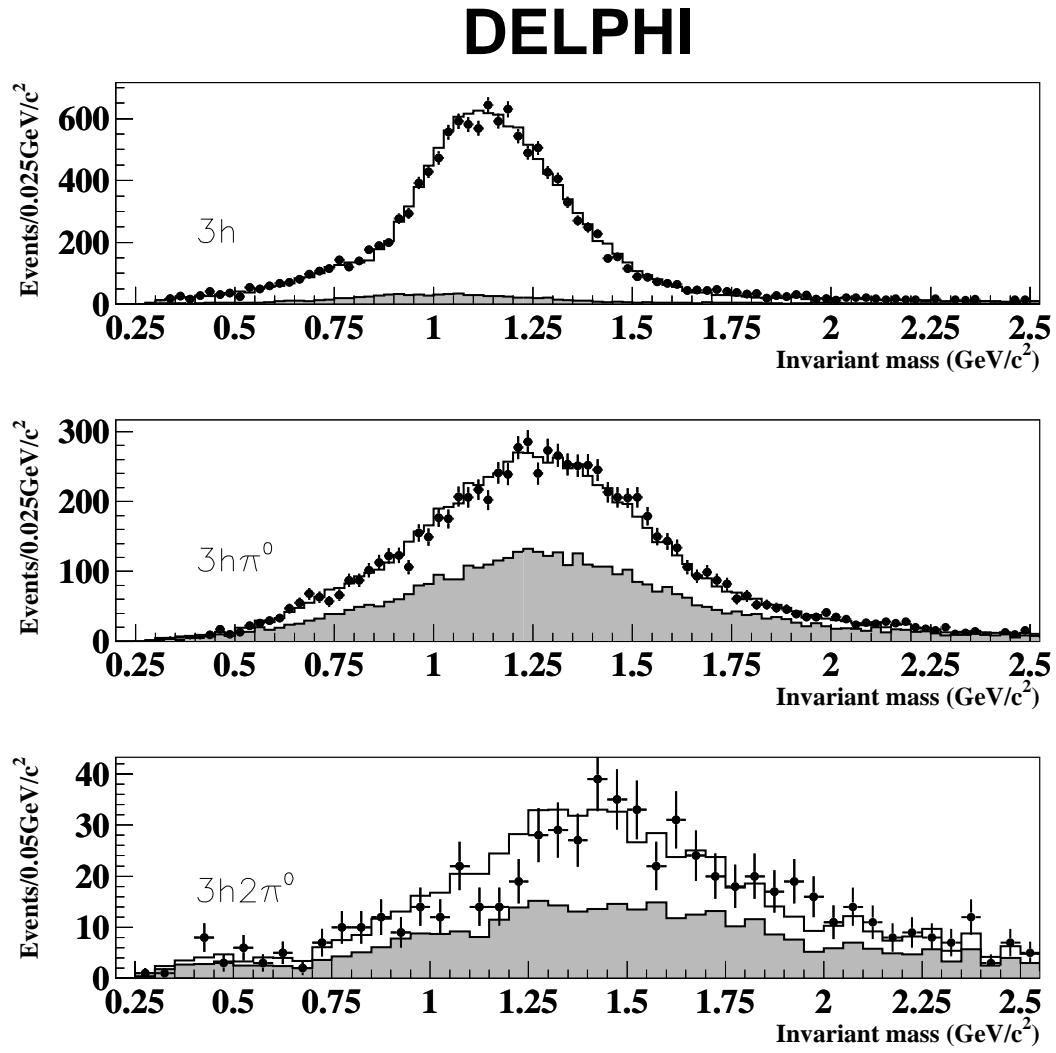 DELPHI
Events/0.025GeV/c²
600
400
200
0
3h
0.25 0.5 0.75 1 1.25 1.5 1.75 2 2.25 2.5
Invariant mass (GeV/c²)
Events/0.025GeV/c²
300
200
100
0
3hπ⁰
0.25 0.5 0.75 1 1.25 1.5 1.75 2 2.25 2.5
Invariant mass (GeV/c²)
Events/0.05GeV/c²
40
30
20
10
0
3h2π⁰
0.25 0.5 0.75 1 1.25 1.5 1.75 2 2.25 2.5
Invariant mass (GeV/c²)